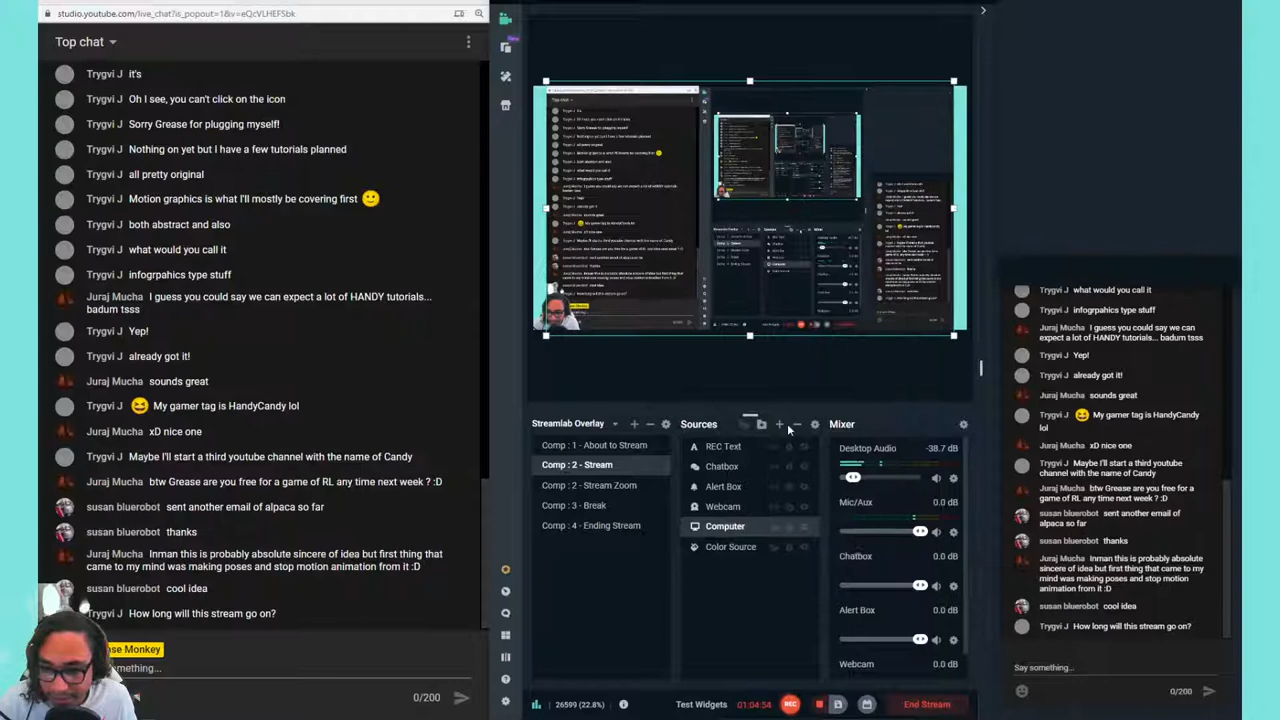 studio.youtube.com/live_chat?is_popout=1&v=eQcVLHEFSbk
Top chat
Trygvi J it's
Trygvi J Oh I see, you can't click on the icon
Trygvi J Sorry Grease for plugging myself!
Trygvi J Nothing on yet but I have a few tutorials planned
Trygvi J all pretty original
Trygvi J Motion graphics is what I'll mostly be covering first
Trygvi J both abstract and also
Trygvi J what would you call it
Trygvi J infogrpahics type stuff
Juraj Mucha I guess you could say we can expect a lot of HANDY tutorials...
badum tsss
Trygvi J Yep!
Trygvi J already got it!
Juraj Mucha sounds great
Trygvi J My gamer tag is HandyCandy lol
Juraj Mucha xD nice one
Trygvi J Maybe I'll start a third youtube channel with the name of Candy
Juraj Mucha btw Grease are you free for a game of RL any time next week ? :D
susan bluerobot sent another email of alpaca so far
susan bluerobot thanks
Juraj Mucha Inman this is probably absolute sincere of idea but first thing that
came to my mind was making poses and stop motion animation from it :D
susan bluerobot cool idea
Trygvi J How long will this stream go on?
ose Monkey
mething...
0/200
New
Streamlab Overlay
Comp : 1 - About to Stream
Comp : 2 - Stream
Comp : 2 - Stream Zoom
Comp : 3 - Break
Comp : 4 - Ending Stream
Sources
REC Text
Chatbox
Alert Box
Webcam
Computer
Color Source
Mixer
Desktop Audio -38.7 dB
Mic/Aux 0.0 dB
Chatbox 0.0 dB
Alert Box 0.0 dB
Webcam 0.0 dB
26599 (22.8%)
Test Widgets
01:04:54
REC
End Stream
Trygvi J what would you call it
Trygvi J infogrpahics type stuff
Juraj Mucha I guess you could say we can
expect a lot of HANDY tutorials... badum tsss
Trygvi J Yep!
Trygvi J already got it!
Juraj Mucha sounds great
Trygvi J My gamer tag is HandyCandy
lol
Juraj Mucha xD nice one
Trygvi J Maybe I'll start a third youtube
channel with the name of Candy
Juraj Mucha btw Grease are you free for a
game of RL any time next week ? :D
susan bluerobot sent another email of
alpaca so far
susan bluerobot thanks
Juraj Mucha Inman this is probably absolute
sincere of idea but first thing that came to my
mind was making poses and stop motion
animation from it :D
susan bluerobot cool idea
Trygvi J How long will this stream go on?
Say something...
0/200